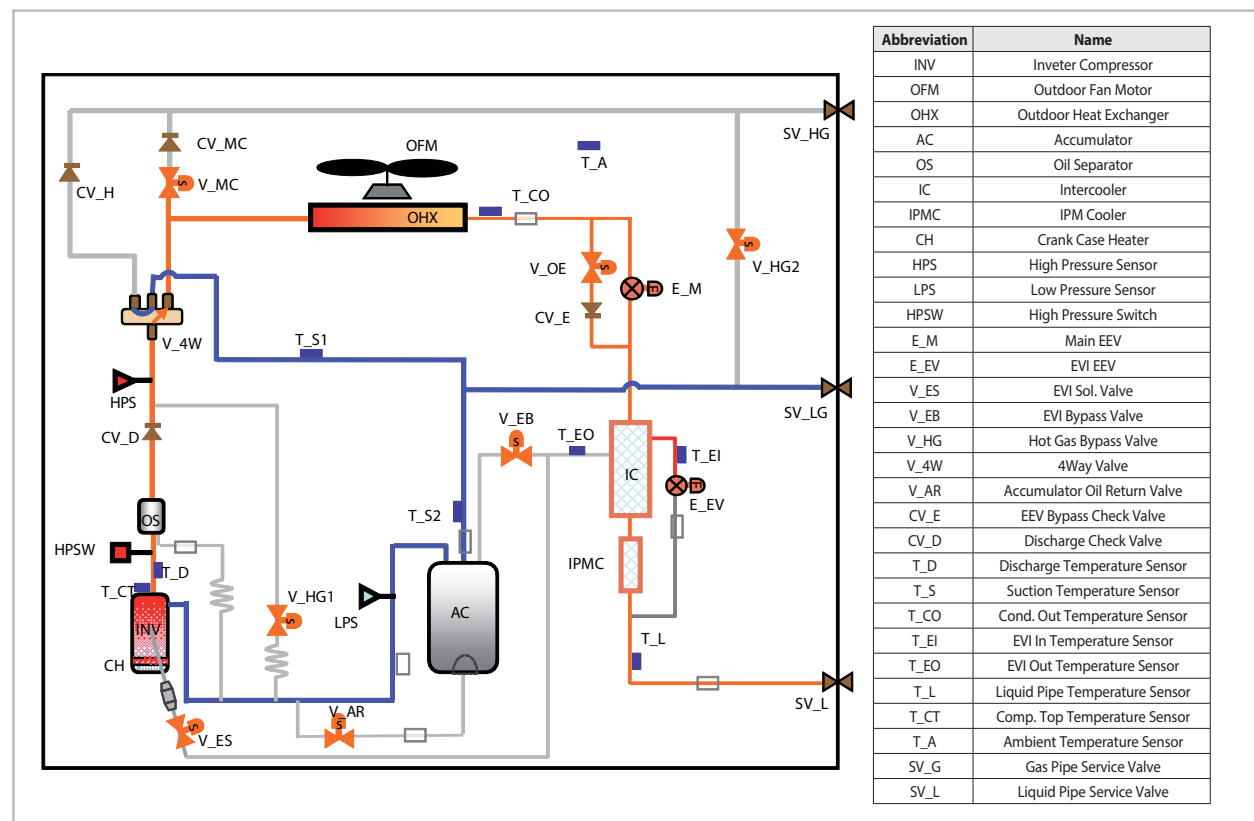 CV_MC
OFM
T_A
SV_HG
CV_H
S
V_MC
T_CO
OHX
S
V_OE
S
V_HG2
E
E_M
CV_E
V_4W
T_S1
HPS
SV_LG
CV_D
V_EB
S
T_EO
T_EI
IC
E
E_EV
OS
T_S2
HPSW
T_D
IPMC
T_CT
V_HG1
S
LPS
AC
INV
CH
T_L
SV_L
V_AR
S
S
V_ES
Abbreviation Name
INV Inveter Compressor
OFM Outdoor Fan Motor
OHX Outdoor Heat Exchanger
AC Accumulator
OS Oil Separator
IC Intercooler
IPMC IPM Cooler
CH Crank Case Heater
HPS High Pressure Sensor
LPS Low Pressure Sensor
HPSW High Pressure Switch
E_M Main EEV
E_EV EVI EEV
V_ES EVI Sol. Valve
V_EB EVI Bypass Valve
V_HG Hot Gas Bypass Valve
V_4W 4Way Valve
V_AR Accumulator Oil Return Valve
CV_E EEV Bypass Check Valve
CV_D Discharge Check Valve
T_D Discharge Temperature Sensor
T_S Suction Temperature Sensor
T_CO Cond. Out Temperature Sensor
T_EI EVI In Temperature Sensor
T_EO EVI Out Temperature Sensor
T_L Liquid Pipe Temperature Sensor
T_CT Comp. Top Temperature Sensor
T_A Ambient Temperature Sensor
SV_G Gas Pipe Service Valve
SV_L Liquid Pipe Service Valve